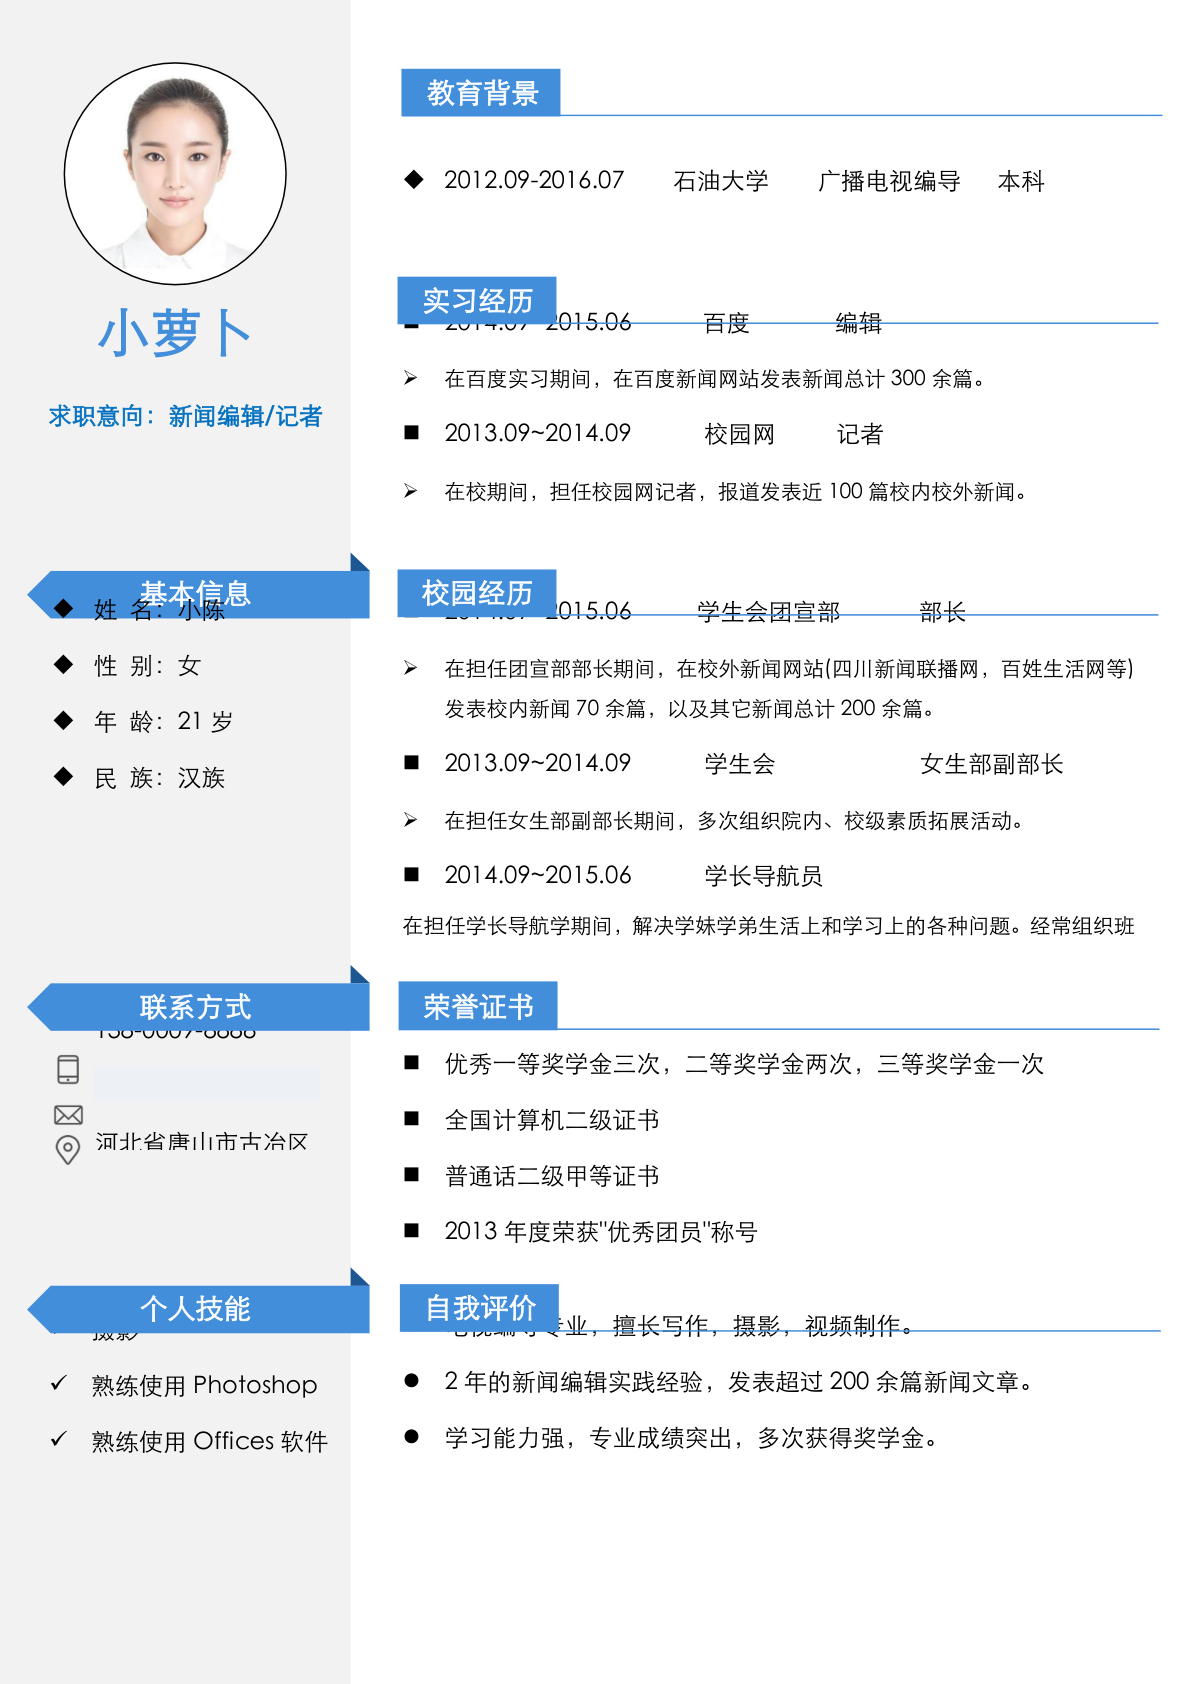 小萝卜
求职意向：新闻编辑/记者
基本信息
姓 名：小陈
性 别：女
年 龄：21 岁
民 族：汉族
联系方式
河北省唐山市古冶区
个人技能
摄影
熟练使用 Photoshop
熟练使用 Offices 软件
教育背景
2012.09-2016.07 石油大学 广播电视编导 本科
实习经历
2015.06 百度 编辑
在百度实习期间，在百度新闻网站发表新闻总计 300 余篇。
2013.09~2014.09 校园网 记者
在校期间，担任校园网记者，报道发表近 100 篇校内校外新闻。
校园经历
2015.06 学生会团宣部 部长
在担任团宣部部长期间，在校外新闻网站(四川新闻联播网，百姓生活网等)
发表校内新闻 70 余篇，以及其它新闻总计 200 余篇。
2013.09~2014.09 学生会 女生部副部长
在担任女生部副部长期间，多次组织院内、校级素质拓展活动。
2014.09~2015.06 学长导航员
在担任学长导航学期间，解决学妹学弟生活上和学习上的各种问题。经常组织班
荣誉证书
优秀一等奖学金三次，二等奖学金两次，三等奖学金一次
全国计算机二级证书
普通话二级甲等证书
2013 年度荣获"优秀团员"称号
自我评价
专业，擅长写作，摄影，视频制作。
2 年的新闻编辑实践经验，发表超过 200 余篇新闻文章。
学习能力强，专业成绩突出，多次获得奖学金。